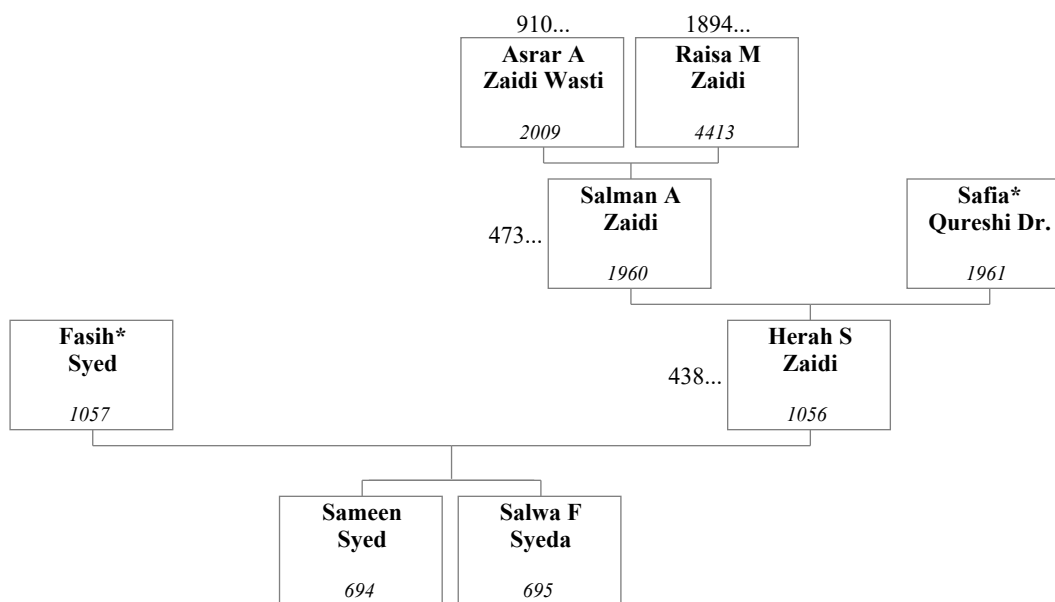 910...
1894...
Asrar A
Zaidi Wasti
2009
Raisa M
Zaidi
4413
473...
Salman A
Zaidi
1960
Safia*
Qureshi Dr.
1961
Fasih*
Syed
1057
438...
Herah S
Zaidi
1056
Sameen
Syed
694
Salwa F
Syeda
695